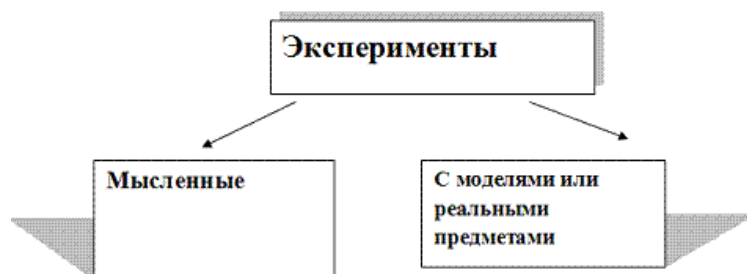 Эксперименты
Мысленные
С моделями или
реальными
предметами